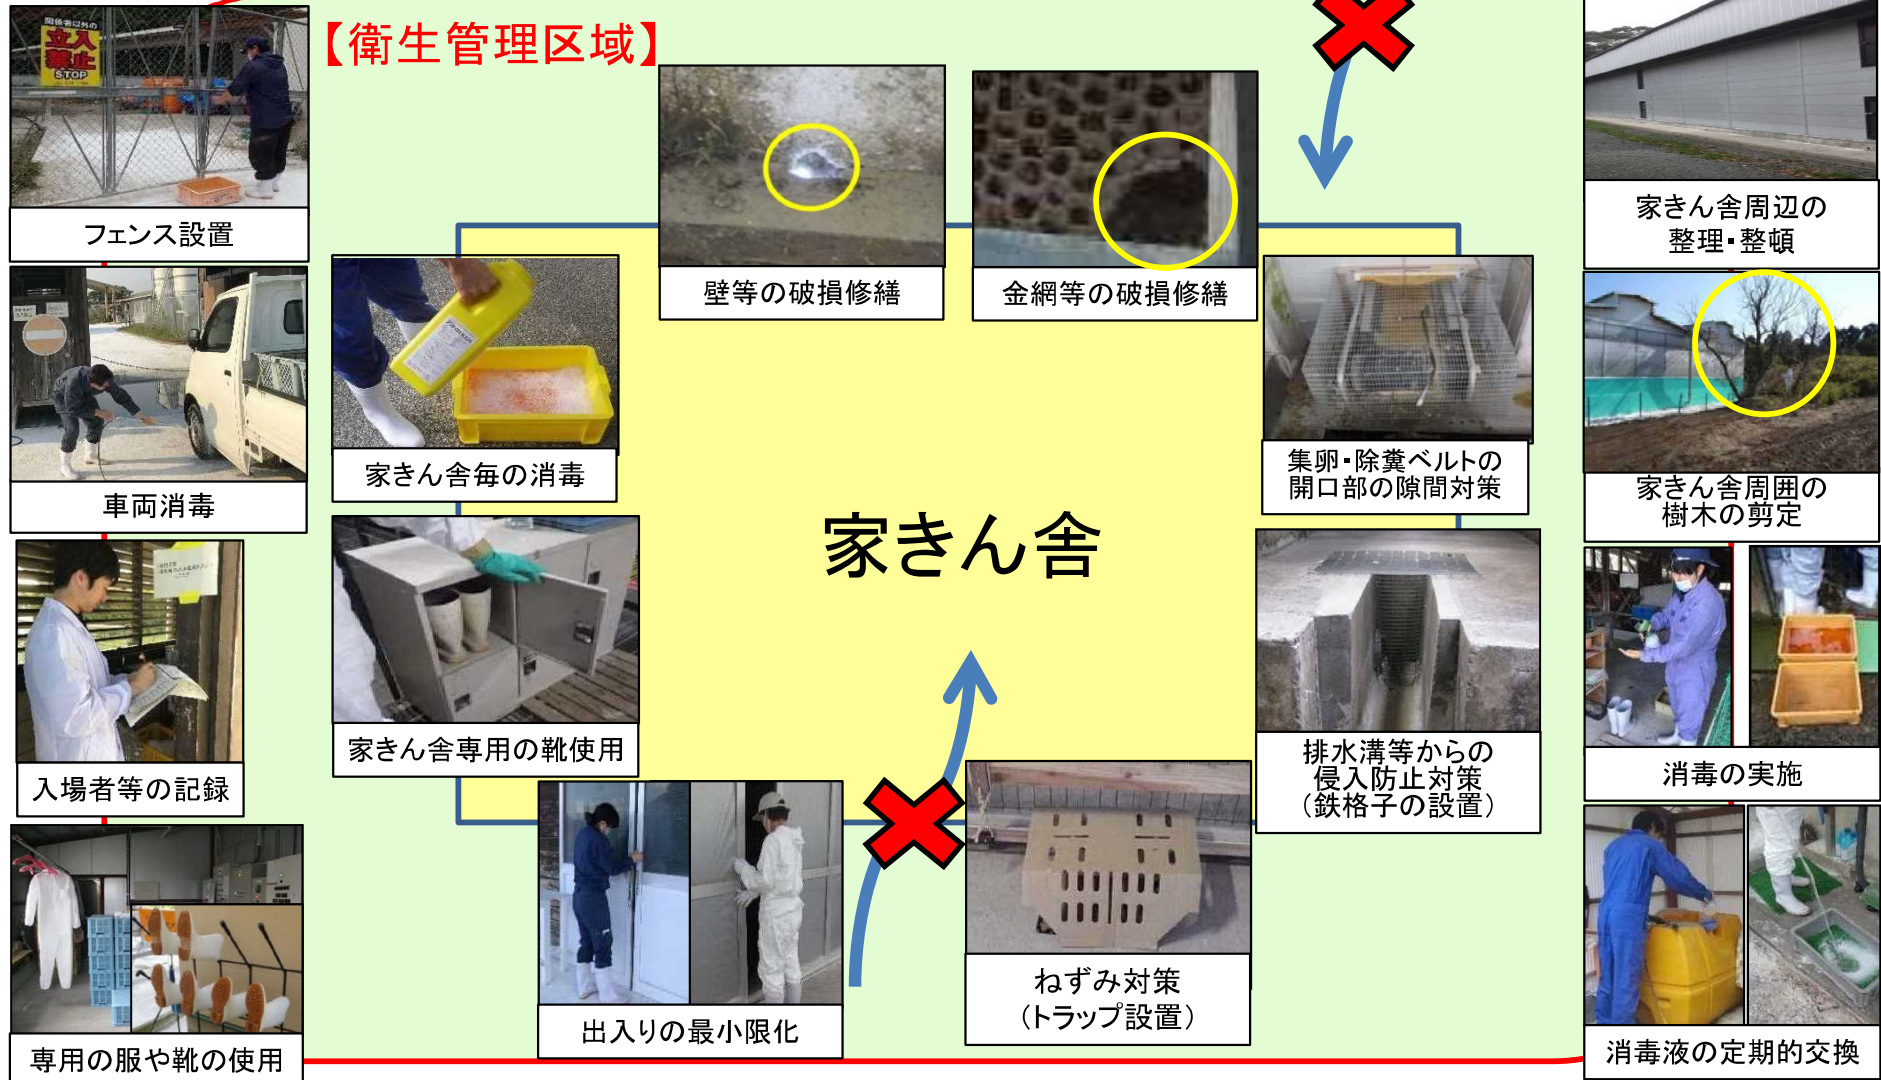 関係者以外の
立入
禁止
STOP
【衛生管理区域】
フェンス設置
壁等の破損修繕
金網等の破損修繕
家きん舎周辺の
整理・整頓
車両消毒
家きん舎毎の消毒
集卵・除糞ベルトの
開口部の隙間対策
家きん舎周囲の
樹木の剪定
家きん舎
入場者等の記録
家きん舎専用の靴使用
排水溝等からの
侵入防止対策
（鉄格子の設置）
消毒の実施
専用の服や靴の使用
出入りの最小限化
ねずみ対策
（トラップ設置）
消毒液の定期的交換